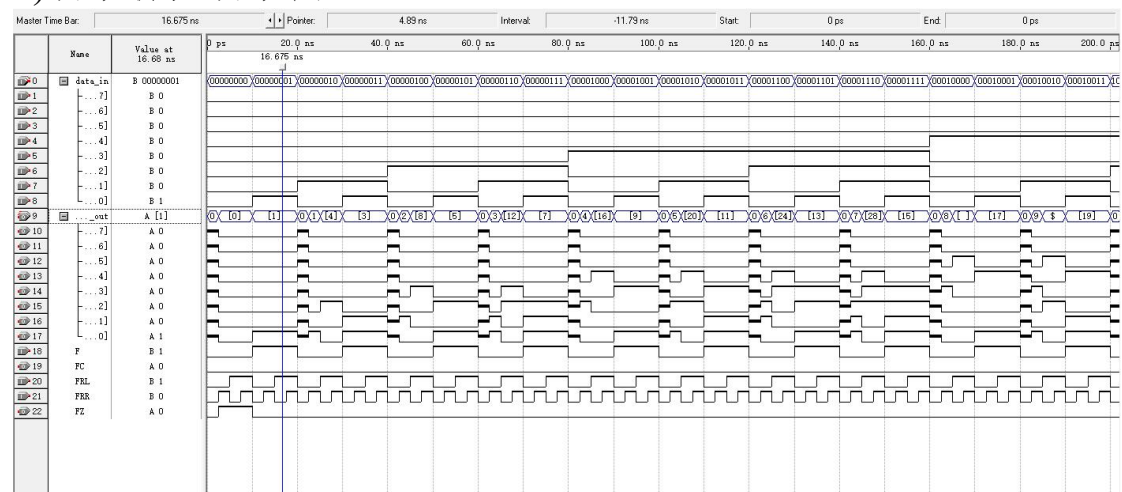 Master Time Bar: 16.675 ns Pointer: 4.89 ns Interval: -11.79 ns Start: 0 ps End: 0 ps
Name Value at 16.68 ns 0 ps 20.0 ns 40.0 ns 60.0 ns 80.0 ns 100.0 ns 120.0 ns 140.0 ns 160.0 ns 180.0 ns 200.0 ns
16.675 ns
0 data_in B 00000001 00000000 00000001 00000010 00000011 00000100 00000101 00000110 00000111 00001000 00001001 00001010 00001011 00001100 00001101 00001110 00001111 00010000 00010001 00010010 00010011
1 ...7] B 0
2 ...6] B 0
3 ...5] B 0
4 ...4] B 0
5 ...3] B 0
6 ...2] B 0
7 ...1] B 0
8 ...0] B 1
9 ..._out A [1] 0 [0] [1] 0 1 [4] [3] 0 2 [8] [5] 0 3 [12] [7] 0 4 [16] [9] 0 5 [20] [11] 0 6 [24] [13] 0 7 [28] [15] 0 8 [ ] [17] 0 9 $ [19] 0
10 ...7] A 0
11 ...6] A 0
12 ...5] A 0
13 ...4] A 0
14 ...3] A 0
15 ...2] A 0
16 ...1] A 0
17 ...0] A 1
18 F B 1
19 FC A 0
20 FRL B 1
21 FRR B 0
22 FZ A 0